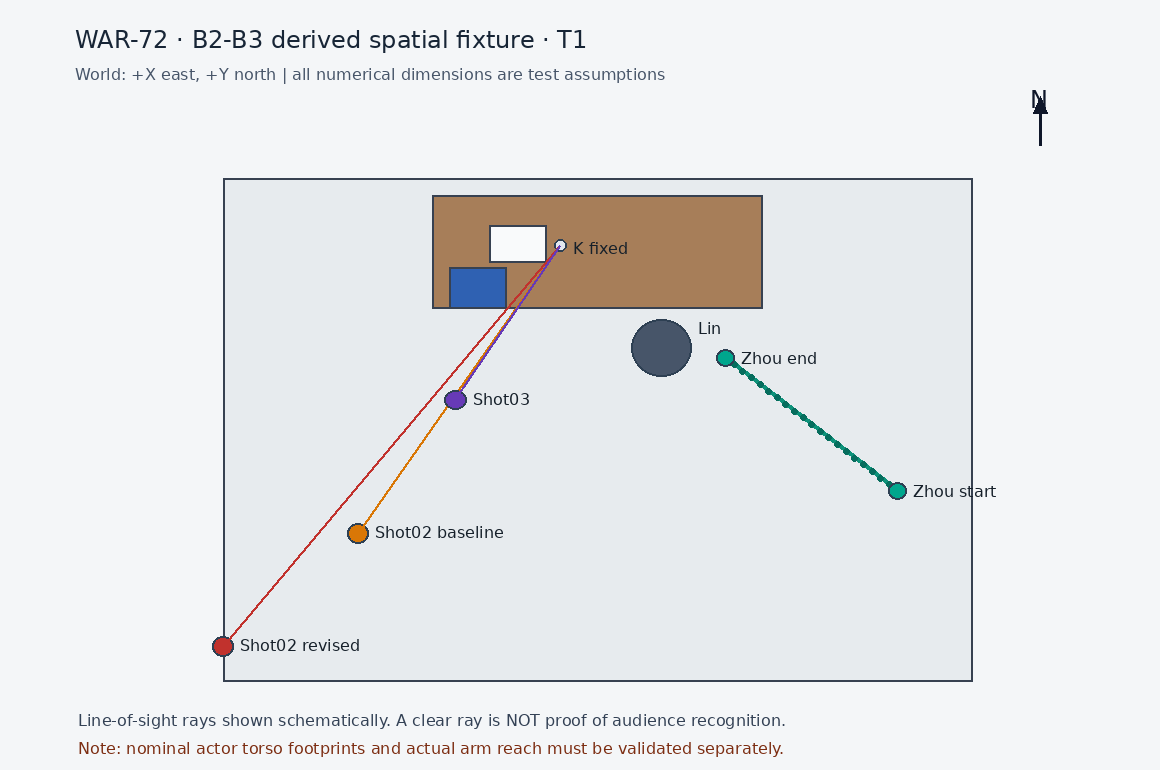 WAR-72 · B2-B3 derived spatial fixture · T1
World: +X east, +Y north | all numerical dimensions are test assumptions
N
K fixed
Lin
Zhou end
Shot03
Zhou start
Shot02 baseline
Shot02 revised
Line-of-sight rays shown schematically. A clear ray is NOT proof of audience recognition.
Note: nominal actor torso footprints and actual arm reach must be validated separately.